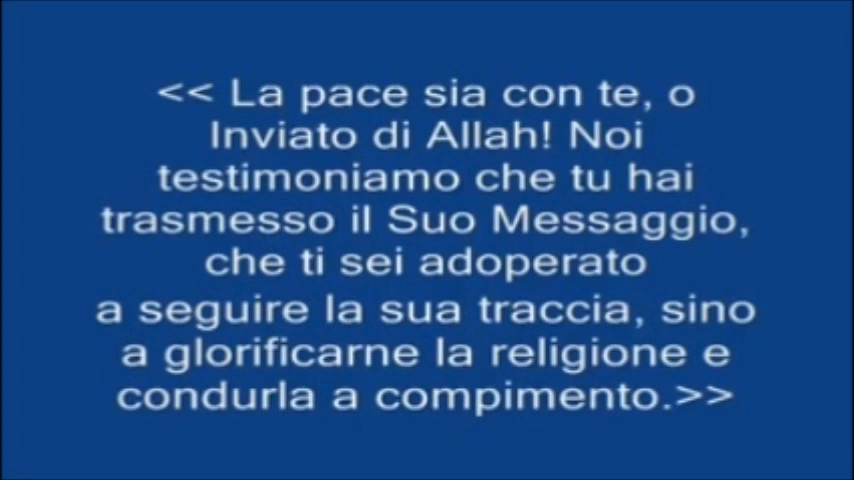 << La pace sia con te, o
Inviato di Allah! Noi
testimoniamo che tu hai
trasmesso il Suo Messaggio,
che ti sei adoperato
a seguire la sua traccia, sino
a glorificarne la religione e
condurla a compimento.>>